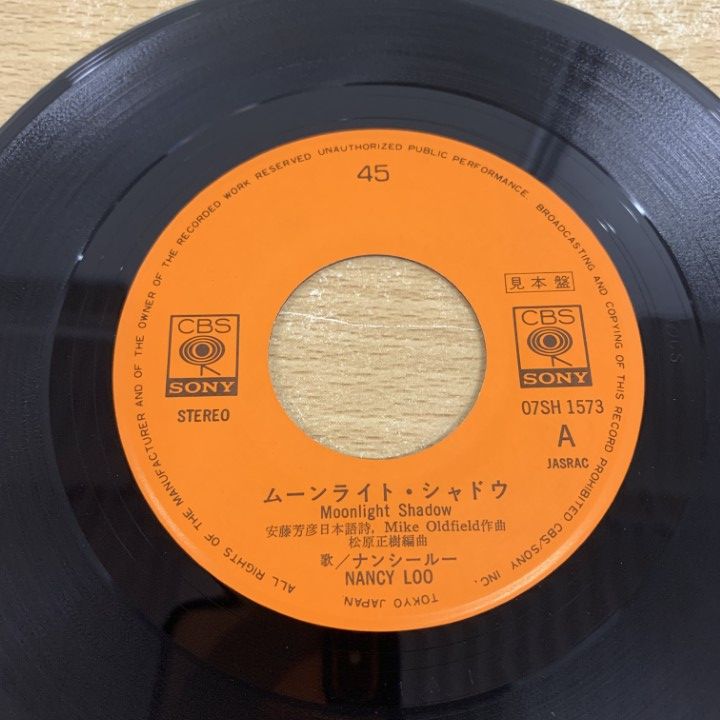 45
ALL RIGHTS OF THE MANUFACTURER AND OF THE OWNER OF THE RECORDED WORK RESERVED UNAUTHORIZED PUBLIC PERFORMANCE. BROADCASTING AND COPYING OF THIS RECORD PROHIBITED CBS/SONY INC.
見本盤
CBS
SONY
STEREO
CBS
SONY
07SH 1573
A
JASRAC
ムーンライト・シャドウ
Moonlight Shadow
安藤芳彦日本語詩, Mike Oldfield作曲
松原正樹編曲
歌/ナンシールー
NANCY LOO
TOKYO JAPAN